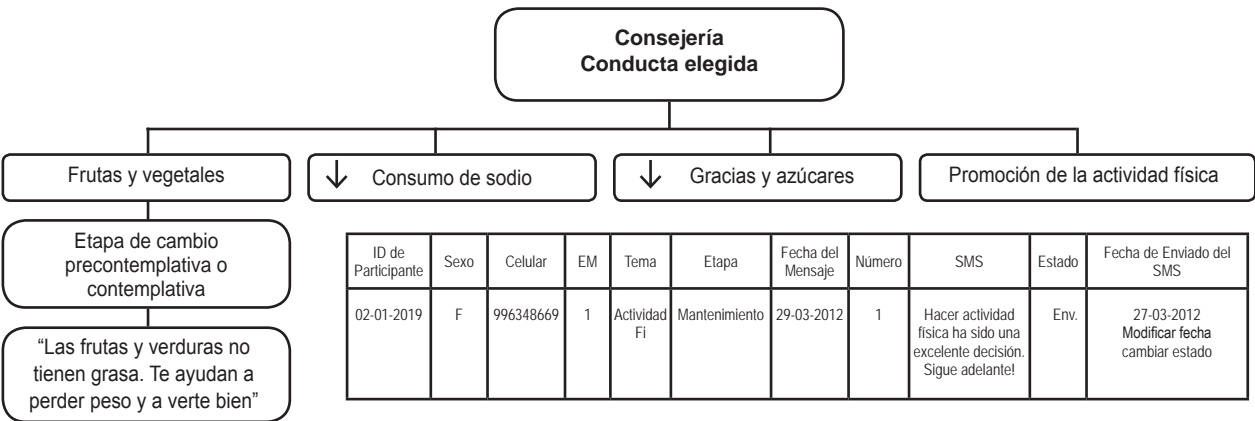 Consejería
Conducta elegida
Frutas y vegetales
↓ Consumo de sodio
↓ Gracias y azúcares
Promoción de la actividad física
Etapa de cambio
precontemplativa o
contemplativa
“Las frutas y verduras no
tienen grasa. Te ayudan a
perder peso y a verte bien”
ID de
Participante
Sexo
Celular
EM
Tema
Etapa
Fecha del
Mensaje
Número
SMS
Estado
Fecha de Enviado del
SMS
02-01-2019
F
996348669
1
Actividad
Fi
Mantenimiento
29-03-2012
1
Hacer actividad
física ha sido una
excelente decisión.
Sigue adelante!
Env.
27-03-2012
Modificar fecha
cambiar estado